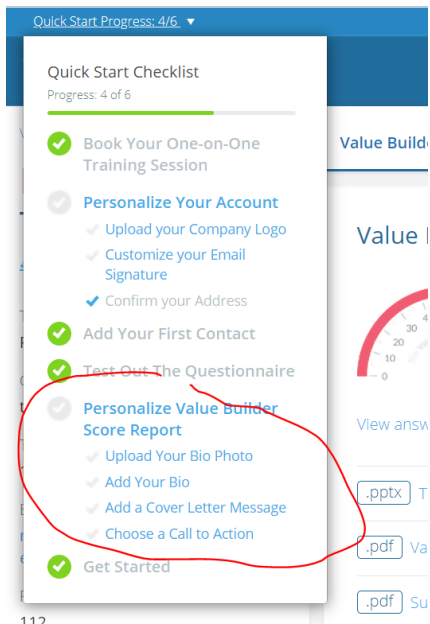 Quick Start Progress: 4/6 ▼
Quick Start Checklist
Progress: 4 of 6
Book Your One-on-One
Training Session
Personalize Your Account
Upload your Company Logo
Customize your Email
Signature
Confirm your Address
Add Your First Contact
Test Out The Questionnaire
Personalize Value Builder
Score Report
Upload Your Bio Photo
Add Your Bio
Add a Cover Letter Message
Choose a Call to Action
Get Started
112
Value Build
Value
30
20
10
0
View answ
.pptx T
.pdf Va
.pdf Su